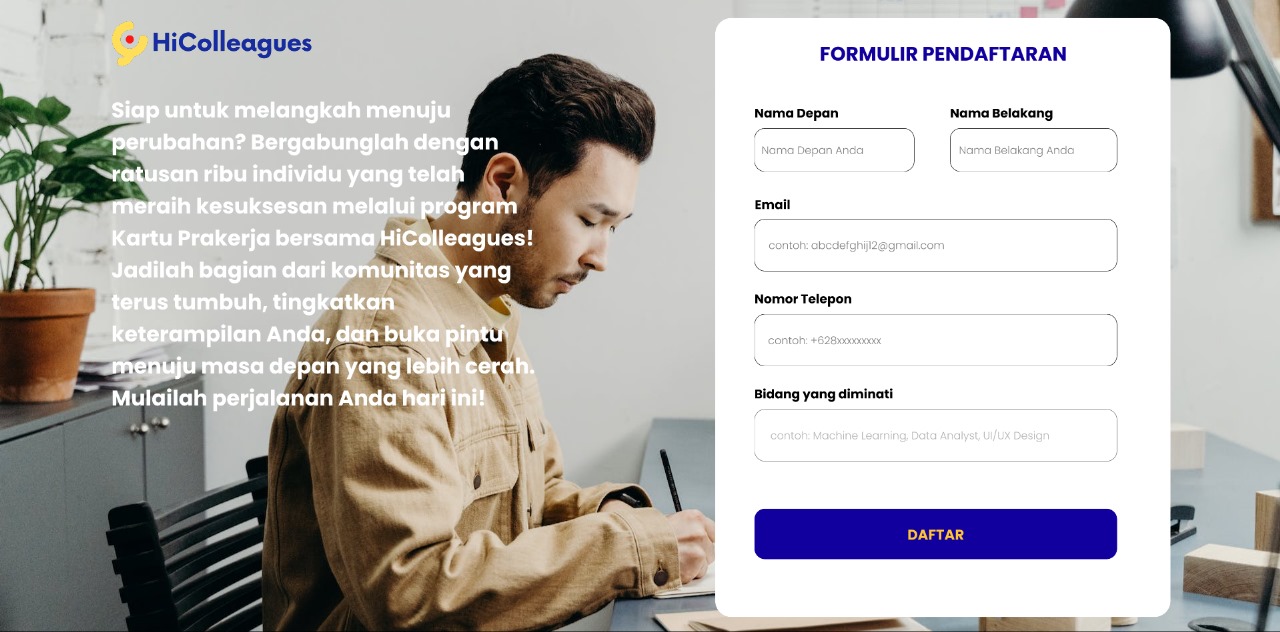 HiColleagues
Siap untuk melangkah menuju
perubahan? Bergabunglah dengan
ratusan ribu individu yang telah
meraih kesuksesan melalui program
Kartu Prakerja bersama HiColleagues!
Jadilah bagian dari komunitas yang
terus tumbuh, tingkatkan
keterampilan Anda, dan buka pintu
menuju masa depan yang lebih cerah.
Mulailah perjalanan Anda hari ini!
FORMULIR PENDAFTARAN
Nama Depan
Nama Belakang
Nama Depan Anda
Nama Belakang Anda
Email
contoh: abcdefghij12@gmail.com
Nomor Telepon
contoh: +628xxxxxxxxx
Bidang yang diminati
contoh: Machine Learning, Data Analyst, UI/UX Design
DAFTAR